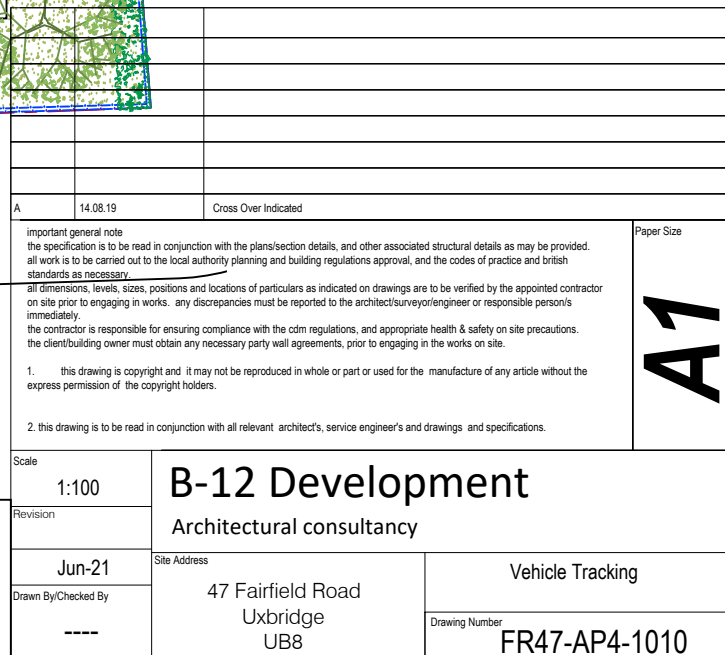 A 14.08.19 Cross Over Indicated
important general note
the specification is to be read in conjunction with the plans/section details, and other associated structural details as may be provided.
all work is to be carried out to the local authority planning and building regulations approval, and the codes of practice and british
standards as necessary.
all dimensions, levels, sizes, positions and locations of particulars as indicated on drawings are to be verified by the appointed contractor
on site prior to engaging in works. any discrepancies must be reported to the architect/surveyor/engineer or responsible person/s
immediately.
the contractor is responsible for ensuring compliance with the cdm regulations, and appropriate health & safety on site precautions.
the client/building owner must obtain any necessary party wall agreements, prior to engaging in the works on site.
1. this drawing is copyright and it may not be reproduced in whole or part or used for the manufacture of any article without the
express permission of the copyright holders.
2. this drawing is to be read in conjunction with all relevant architect's, service engineer's and drawings and specifications.
Paper Size
A1
Scale
1:100
Revision
Jun-21
Drawn By/Checked By
----
B-12 Development
Architectural consultancy
Site Address
47 Fairfield Road
Uxbridge
UB8
Vehicle Tracking
Drawing Number
FR47-AP4-1010